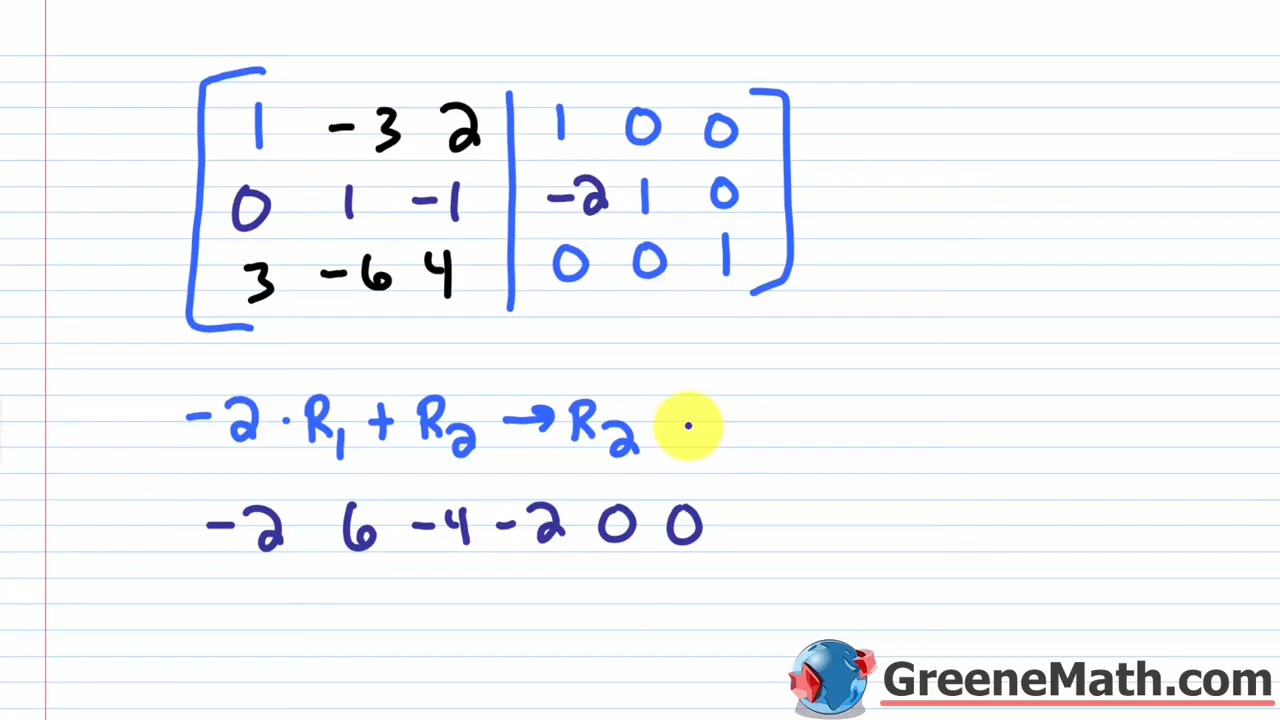 1 -3 2 | 1 0 0
0 1 -1 | -2 1 0
3 -6 4 | 0 0 1
-2 · R₁ + R₂ → R₂
-2 6 -4 -2 0 0
GreeneMath.com